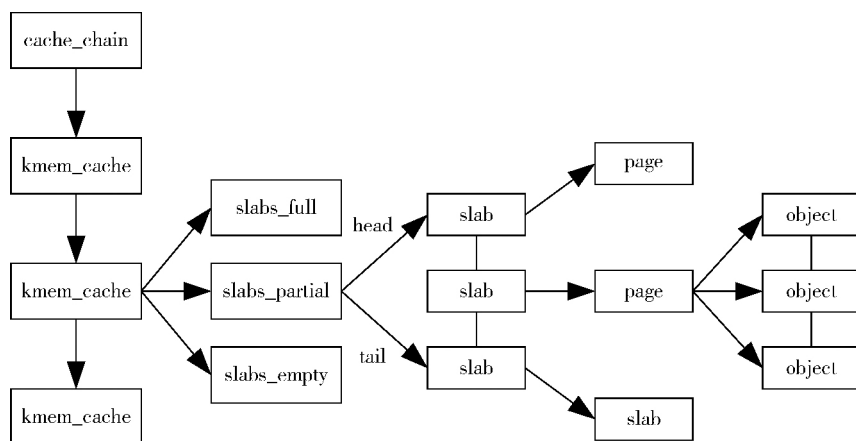 cache_chain
kmem_cache
page
slabs_full
head
slab
object
kmem_cache
slabs_partial
slab
page
object
tail
slabs_empty
slab
object
kmem_cache
slab